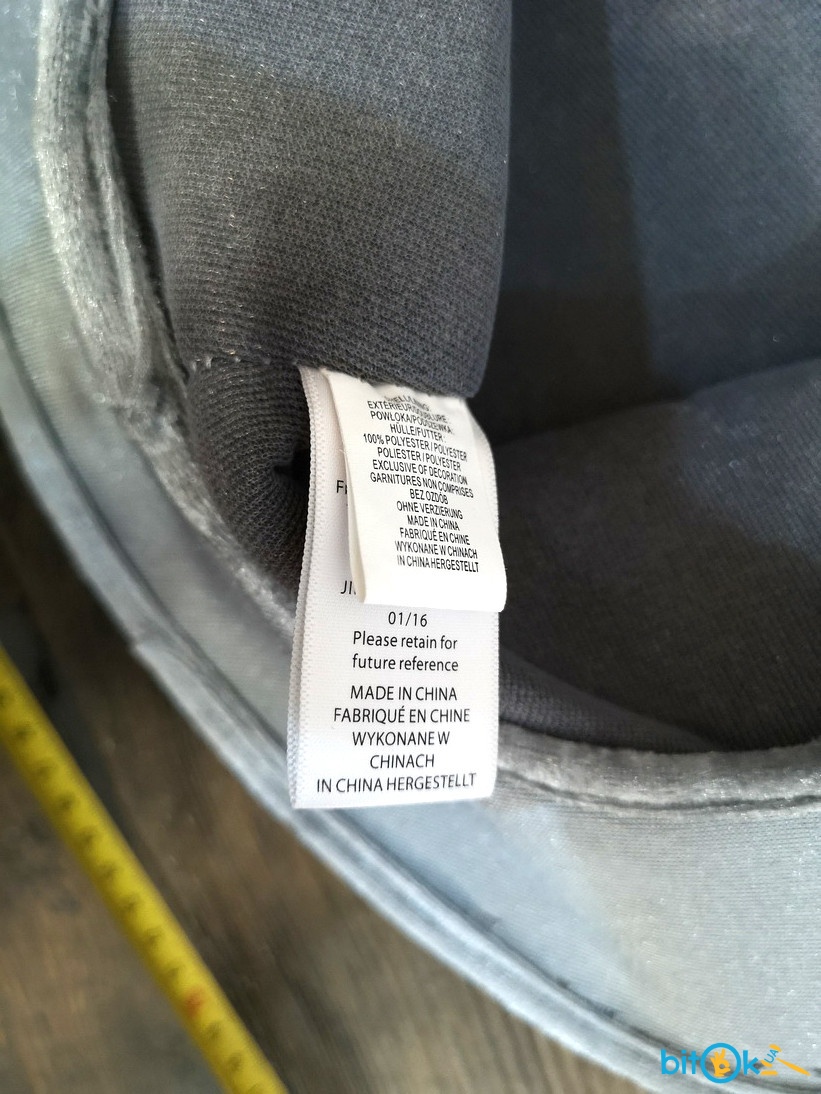 EXTÉRIEUR/DOUBLURE:
POWŁOKA/PODSZEWKA:
HÜLLE/FUTTER:
100% POLYESTER / POLYESTER
POLIESTER / POLYESTER
EXCLUSIVE OF DECORATION
GARNITURES NON COMPRISES
BEZ OZDÓB
OHNE VERZIERUNG
MADE IN CHINA
FABRIQUÉ EN CHINE
WYKONANE W CHINACH
IN CHINA HERGESTELLT
01/16
Please retain for
future reference
MADE IN CHINA
FABRIQUÉ EN CHINE
WYKONANE W
CHINACH
IN CHINA HERGESTELLT
bitOk.UA